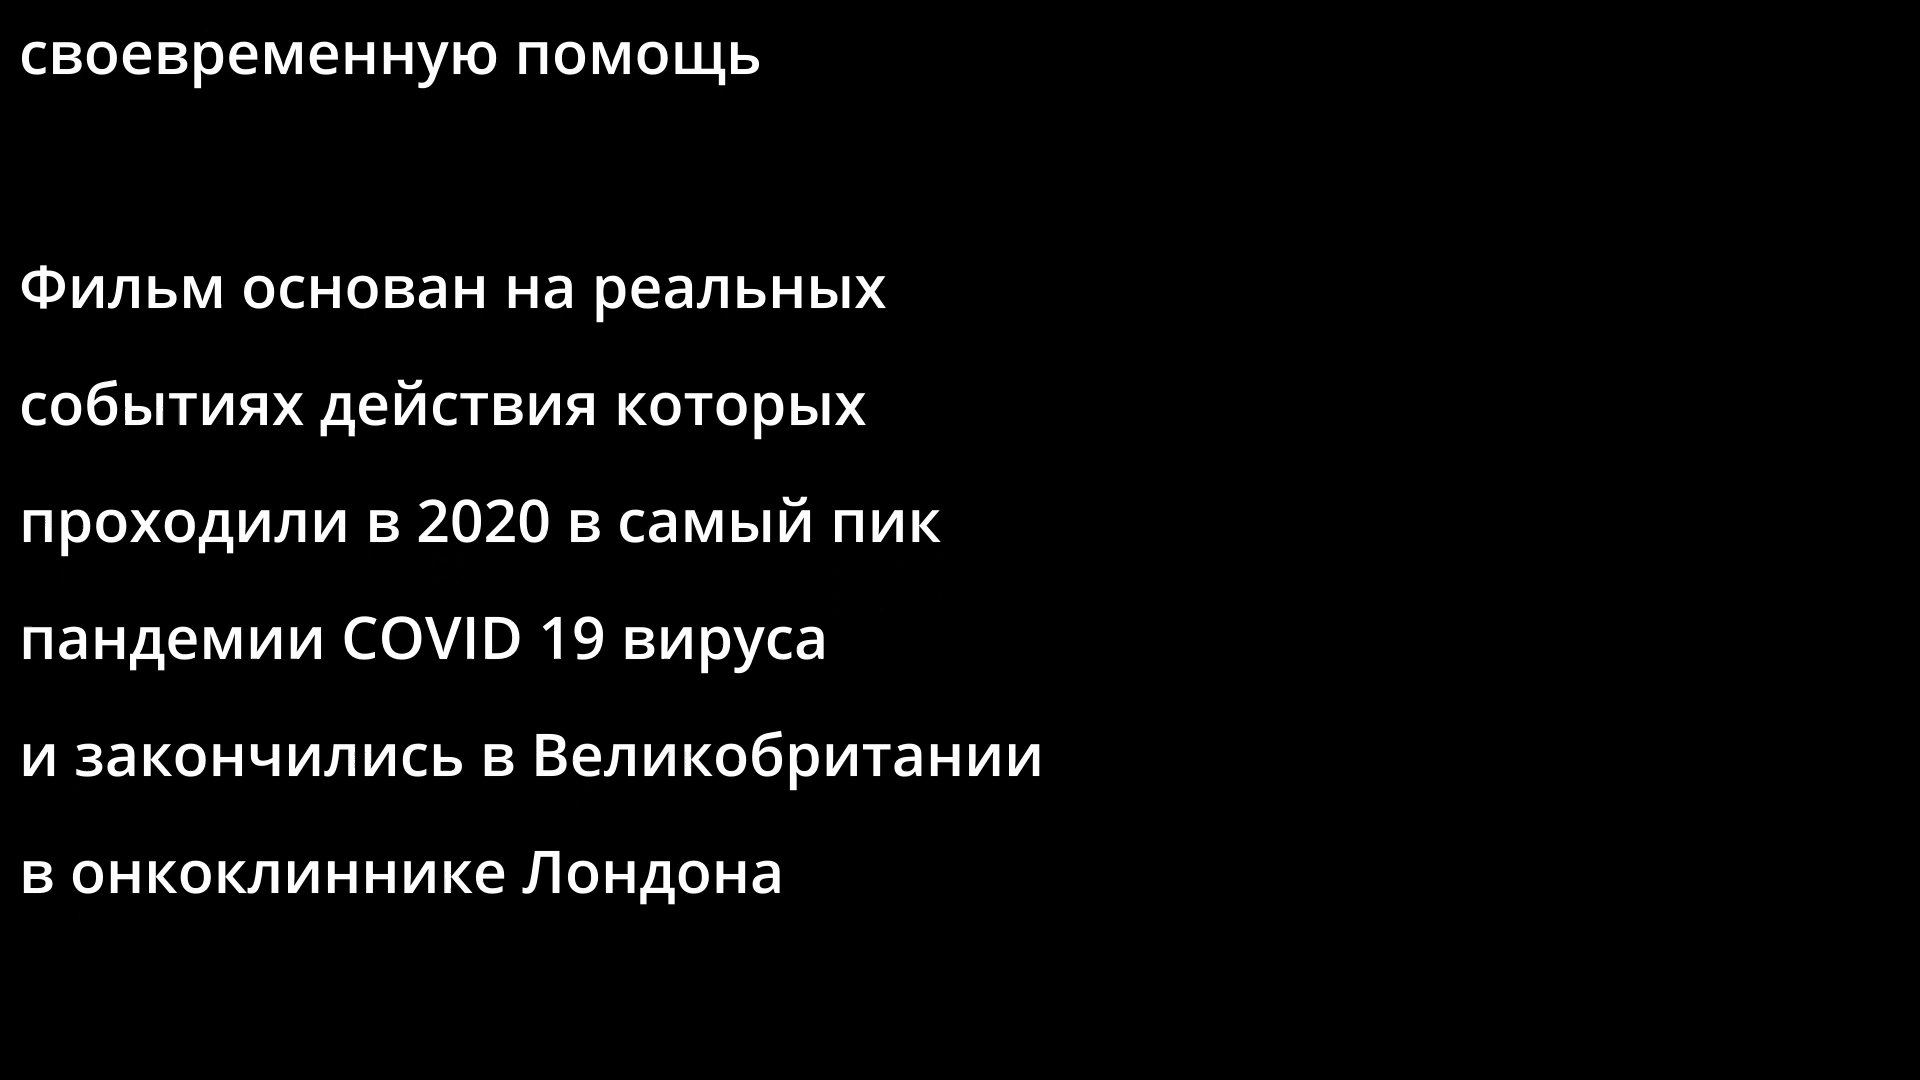 своевременную помощь
Фильм основан на реальных
событиях действия которых
проходили в 2020 в самый пик
пандемии COVID 19 вируса
и закончились в Великобритании
в онкоклиннике Лондона